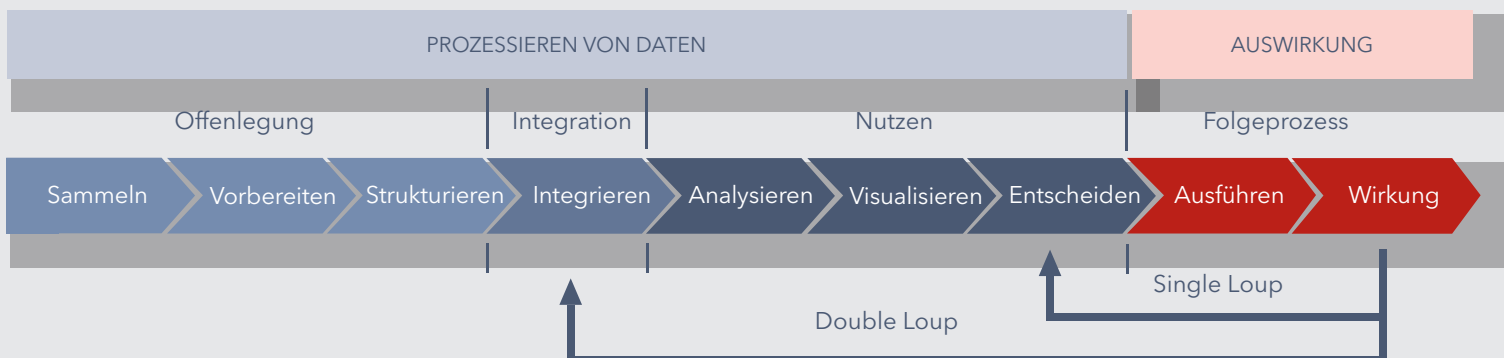 PROZESSIEREN VON DATEN
AUSWIRKUNG
Offenlegung
Integration
Nutzen
Folgeprozess
Sammeln
Vorbereiten
Strukturieren
Integrieren
Analysieren
Visualisieren
Entscheiden
Ausführen
Wirkung
Single Loup
Double Loup